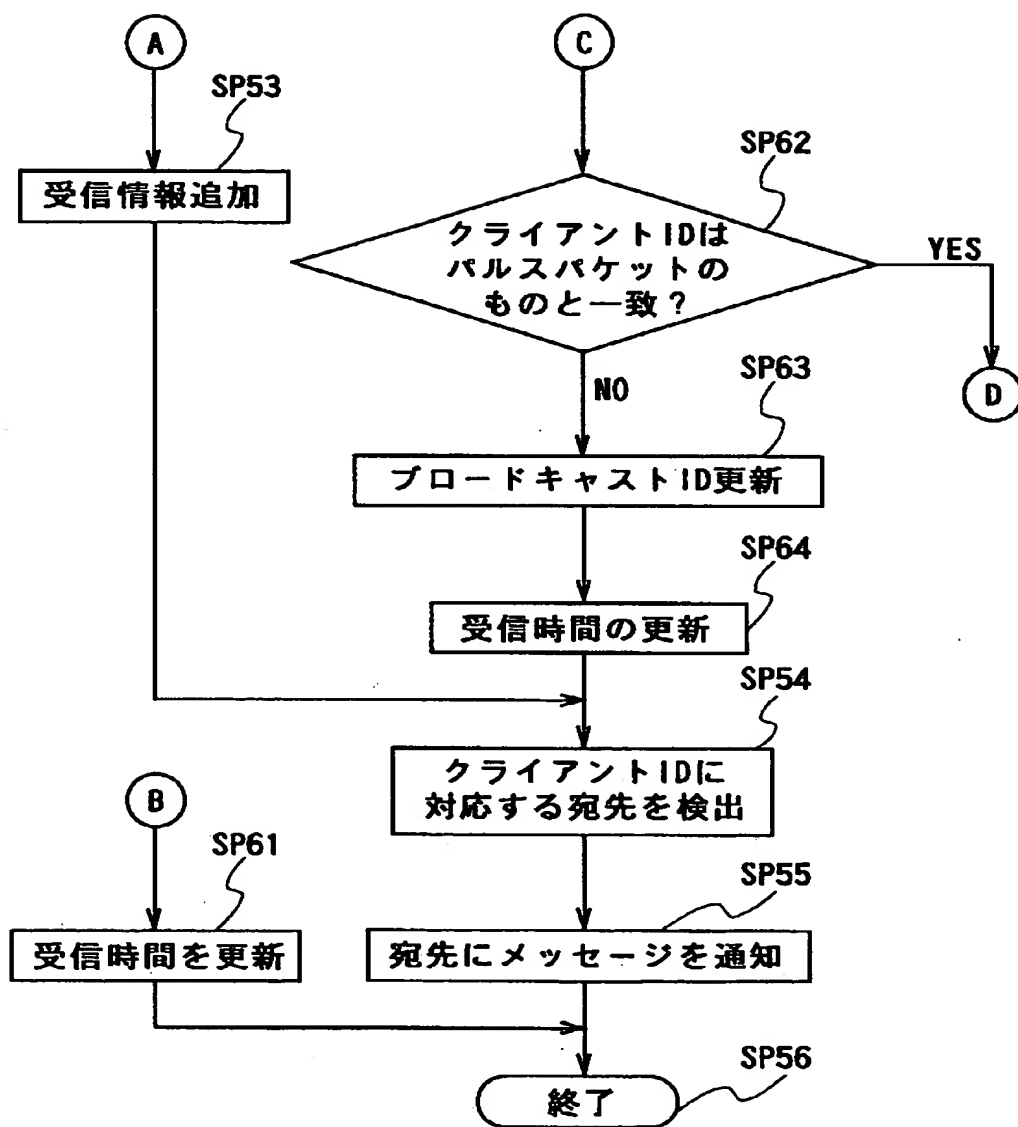 A
C
SP53
受信情報追加
SP62
クライアントIDは
パルスパケットの
ものと一致？
YES
D
NO
SP63
ブロードキャストID更新
SP64
受信時間の更新
SP54
クライアントIDに
対応する宛先を検出
B
SP61
受信時間を更新
SP55
宛先にメッセージを通知
SP56
終了